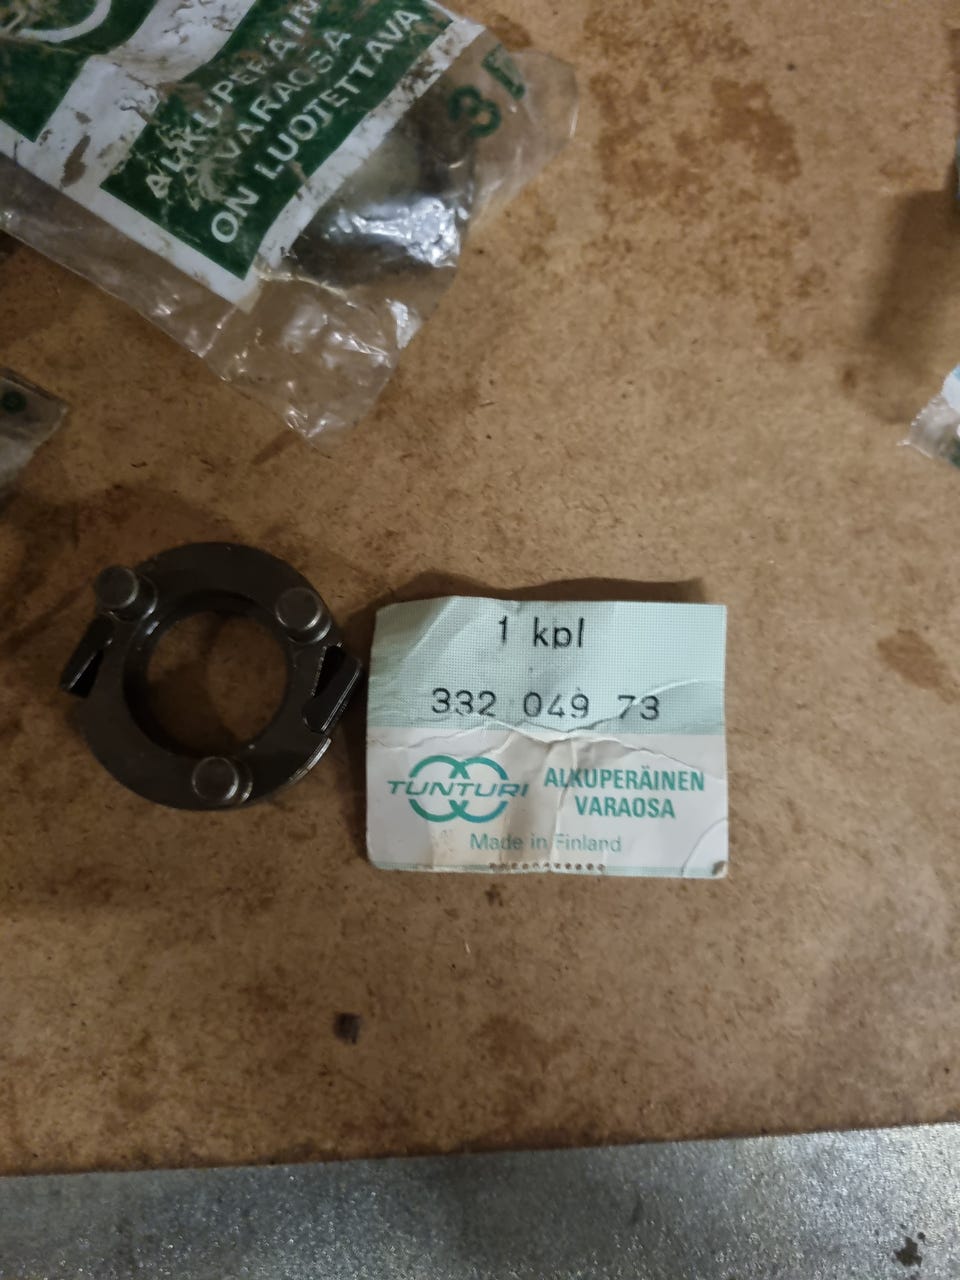 ALKUPERÄIN
VARAOSA
ON LUOTETTAVA
1 kpl
332 049 73
TUNTURI
ALKUPERÄINEN
VARAOSA
Made in Finland